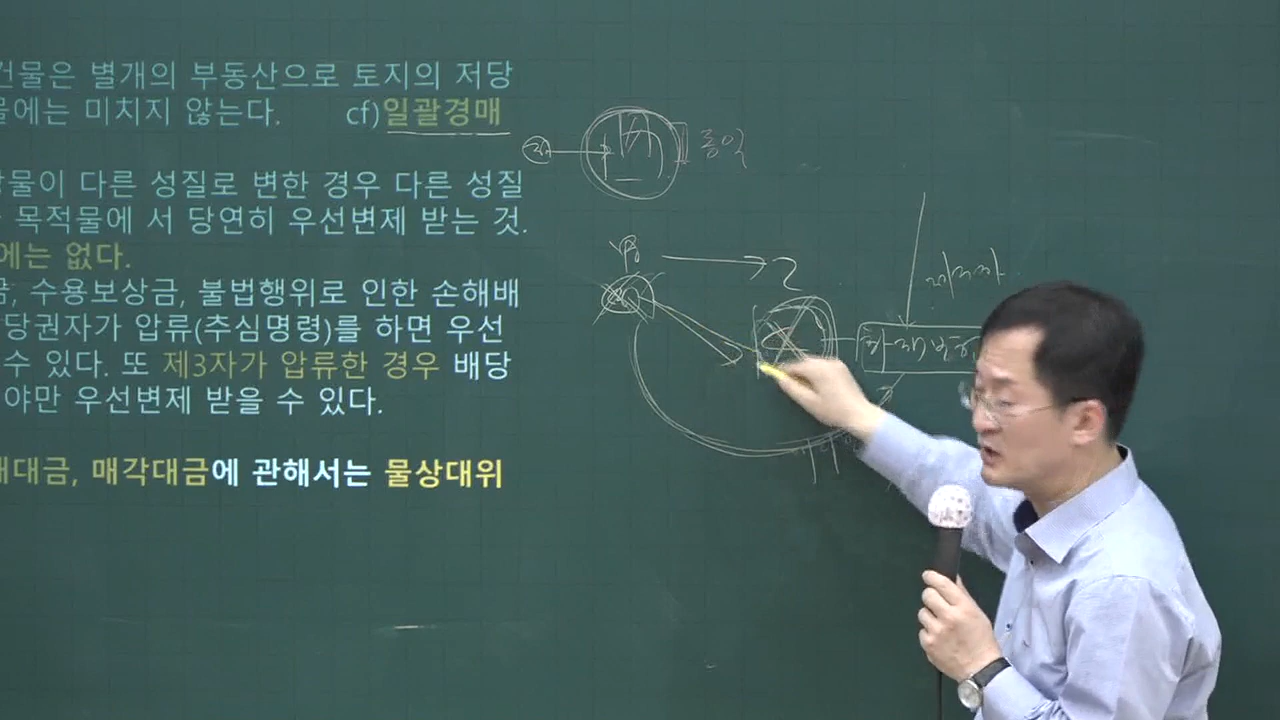 건물은 별개의 부동산으로 토지의 저당
물에는 미치지 않는다. cf)일괄경매
물이 다른 성질로 변한 경우 다른 성질
목적물에 서 당연히 우선변제 받는 것.
에는 없다.
금, 수용보상금, 불법행위로 인한 손해배
당권자가 압류(추심명령)를 하면 우선
수 있다. 또 제3자가 압류한 경우 배당
야만 우선변제 받을 수 있다.
대금, 매각대금에 관해서는 물상대위
乙